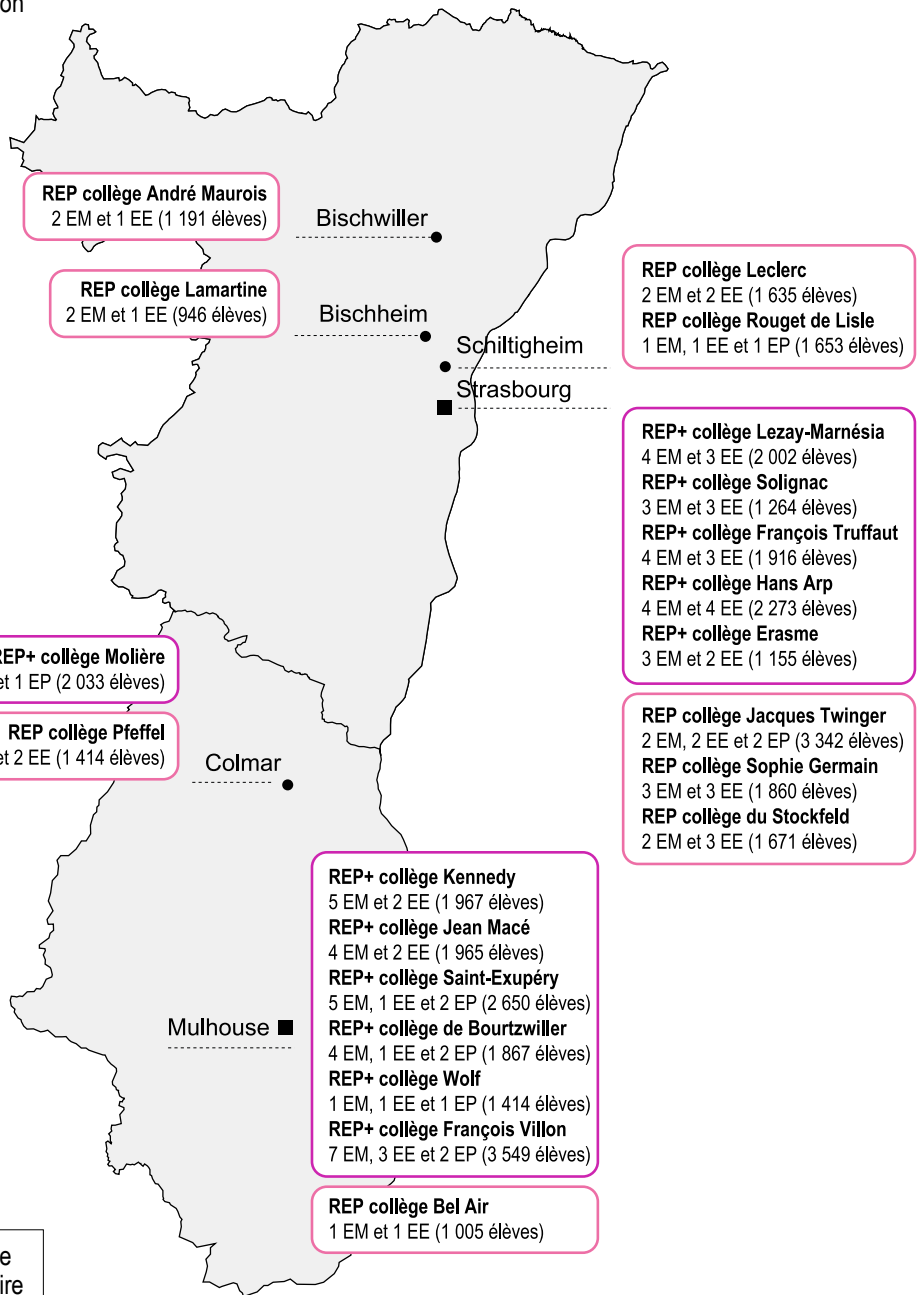 on
REP collège André Maurois
2 EM et 1 EE (1 191 élèves)
Bischwiller
REP collège Lamartine
2 EM et 1 EE (946 élèves)
Bischheim
Schiltigheim
REP collège Leclerc
2 EM et 2 EE (1 635 élèves)
REP collège Rouget de Lisle
1 EM, 1 EE et 1 EP (1 653 élèves)
Strasbourg
REP+ collège Lezay-Marnésia
4 EM et 3 EE (2 002 élèves)
REP+ collège Solignac
3 EM et 3 EE (1 264 élèves)
REP+ collège François Truffaut
4 EM et 3 EE (1 916 élèves)
REP+ collège Hans Arp
4 EM et 4 EE (2 273 élèves)
REP+ collège Erasme
3 EM et 2 EE (1 155 élèves)
REP collège Jacques Twinger
2 EM, 2 EE et 2 EP (3 342 élèves)
REP collège Sophie Germain
3 EM et 3 EE (1 860 élèves)
REP collège du Stockfeld
2 EM et 3 EE (1 671 élèves)
REP+ collège Molière
et 1 EP (2 033 élèves)
REP collège Pfeffel
et 2 EE (1 414 élèves)
Colmar
Mulhouse
REP+ collège Kennedy
5 EM et 2 EE (1 967 élèves)
REP+ collège Jean Macé
4 EM et 2 EE (1 965 élèves)
REP+ collège Saint-Exupéry
5 EM, 1 EE et 2 EP (2 650 élèves)
REP+ collège de Bourtzwiller
4 EM, 1 EE et 2 EP (1 867 élèves)
REP+ collège Wolf
1 EM, 1 EE et 1 EP (1 414 élèves)
REP+ collège François Villon
7 EM, 3 EE et 2 EP (3 549 élèves)
REP collège Bel Air
1 EM et 1 EE (1 005 élèves)
e
ire